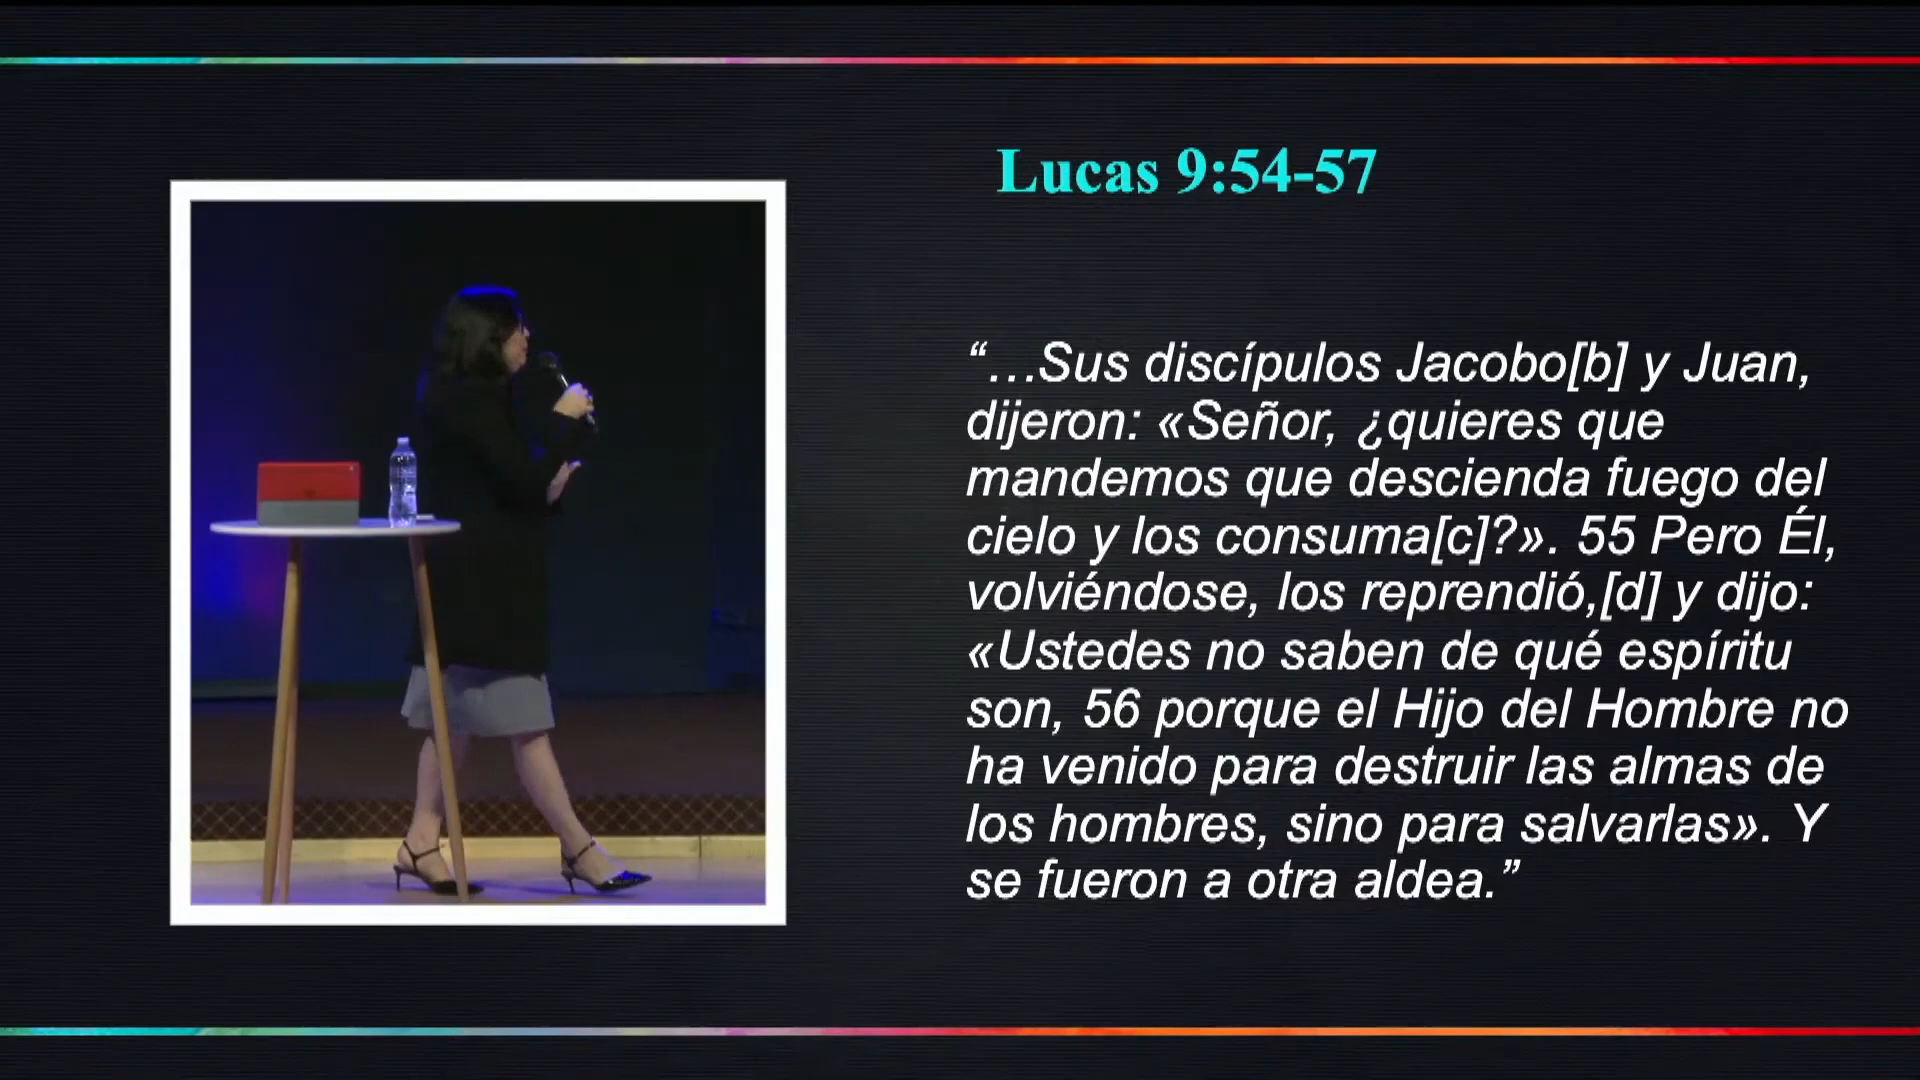 Lucas 9:54-57
“…Sus discípulos Jacobo[b] y Juan,
dijeron: «Señor, ¿quieres que
mandemos que descienda fuego del
cielo y los consuma[c]?». 55 Pero Él,
volviéndose, los reprendió,[d] y dijo:
«Ustedes no saben de qué espíritu
son, 56 porque el Hijo del Hombre no
ha venido para destruir las almas de
los hombres, sino para salvarlas». Y
se fueron a otra aldea.”